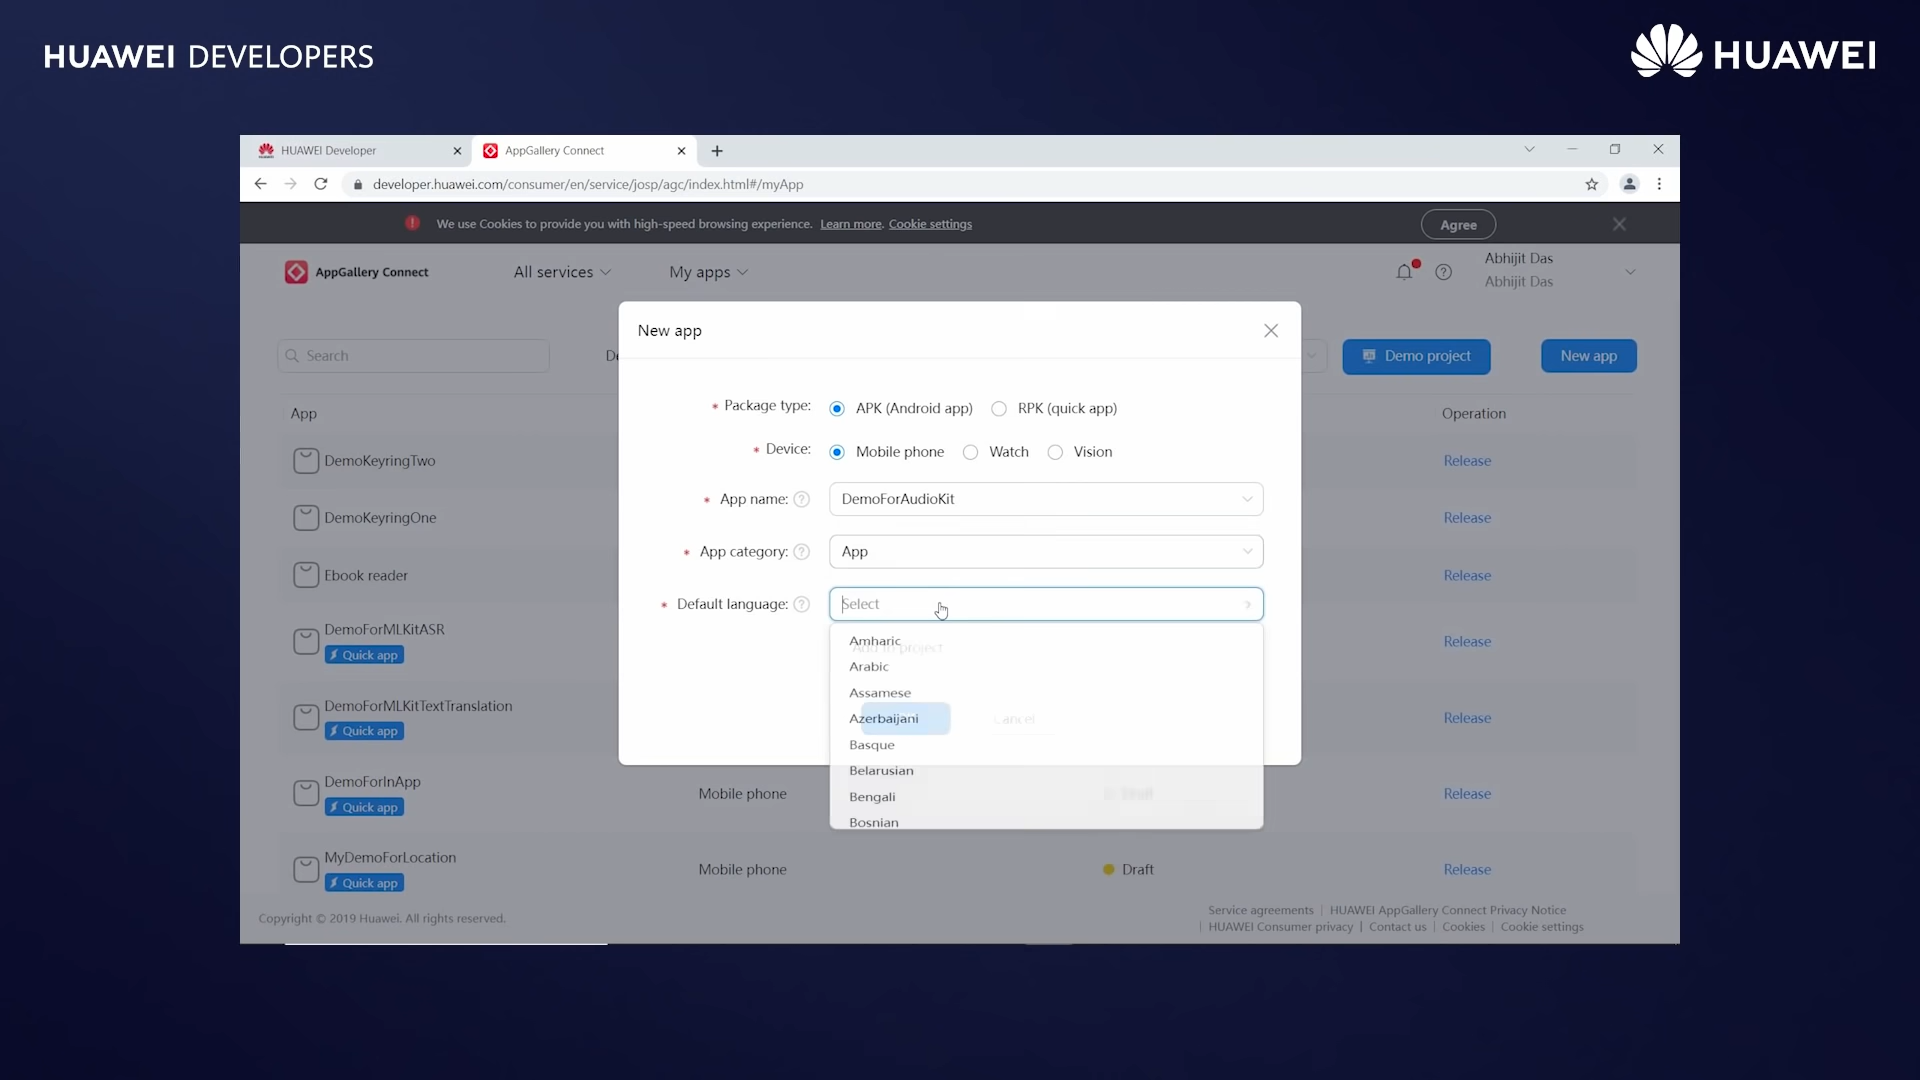 HUAWEI DEVELOPERS
HUAWEI
HUAWEI Developer
AppGallery Connect
developer.huawei.com/consumer/en/service/josp/agc/index.html#/myApp
We use Cookies to provide you with high-speed browsing experience. Learn more. Cookie settings
Agree
AppGallery Connect
All services
My apps
Abhijit Das
Abhijit Das
New app
Search
De
Demo project
New app
Package type: APK (Android app) RPK (quick app)
Device: Mobile phone Watch Vision
App name: DemoForAudioKit
App category: App
Default language: Select
Amharic
Add to project
Arabic
Assamese
Azerbaijani
Cancel
Basque
Belarusian
Bengali
Bosnian
App
Operation
DemoKeyringTwo
Release
DemoKeyringOne
Release
Ebook reader
Release
DemoForMLKitASR
Quick app
Release
DemoForMLKitTextTranslation
Quick app
Release
DemoForInApp
Quick app
Mobile phone
Draft
Release
MyDemoForLocation
Quick app
Mobile phone
Draft
Release
Copyright © 2019 Huawei. All rights reserved.
Service agreements | HUAWEI AppGallery Connect Privacy Notice
| HUAWEI Consumer privacy | Contact us | Cookies | Cookie settings